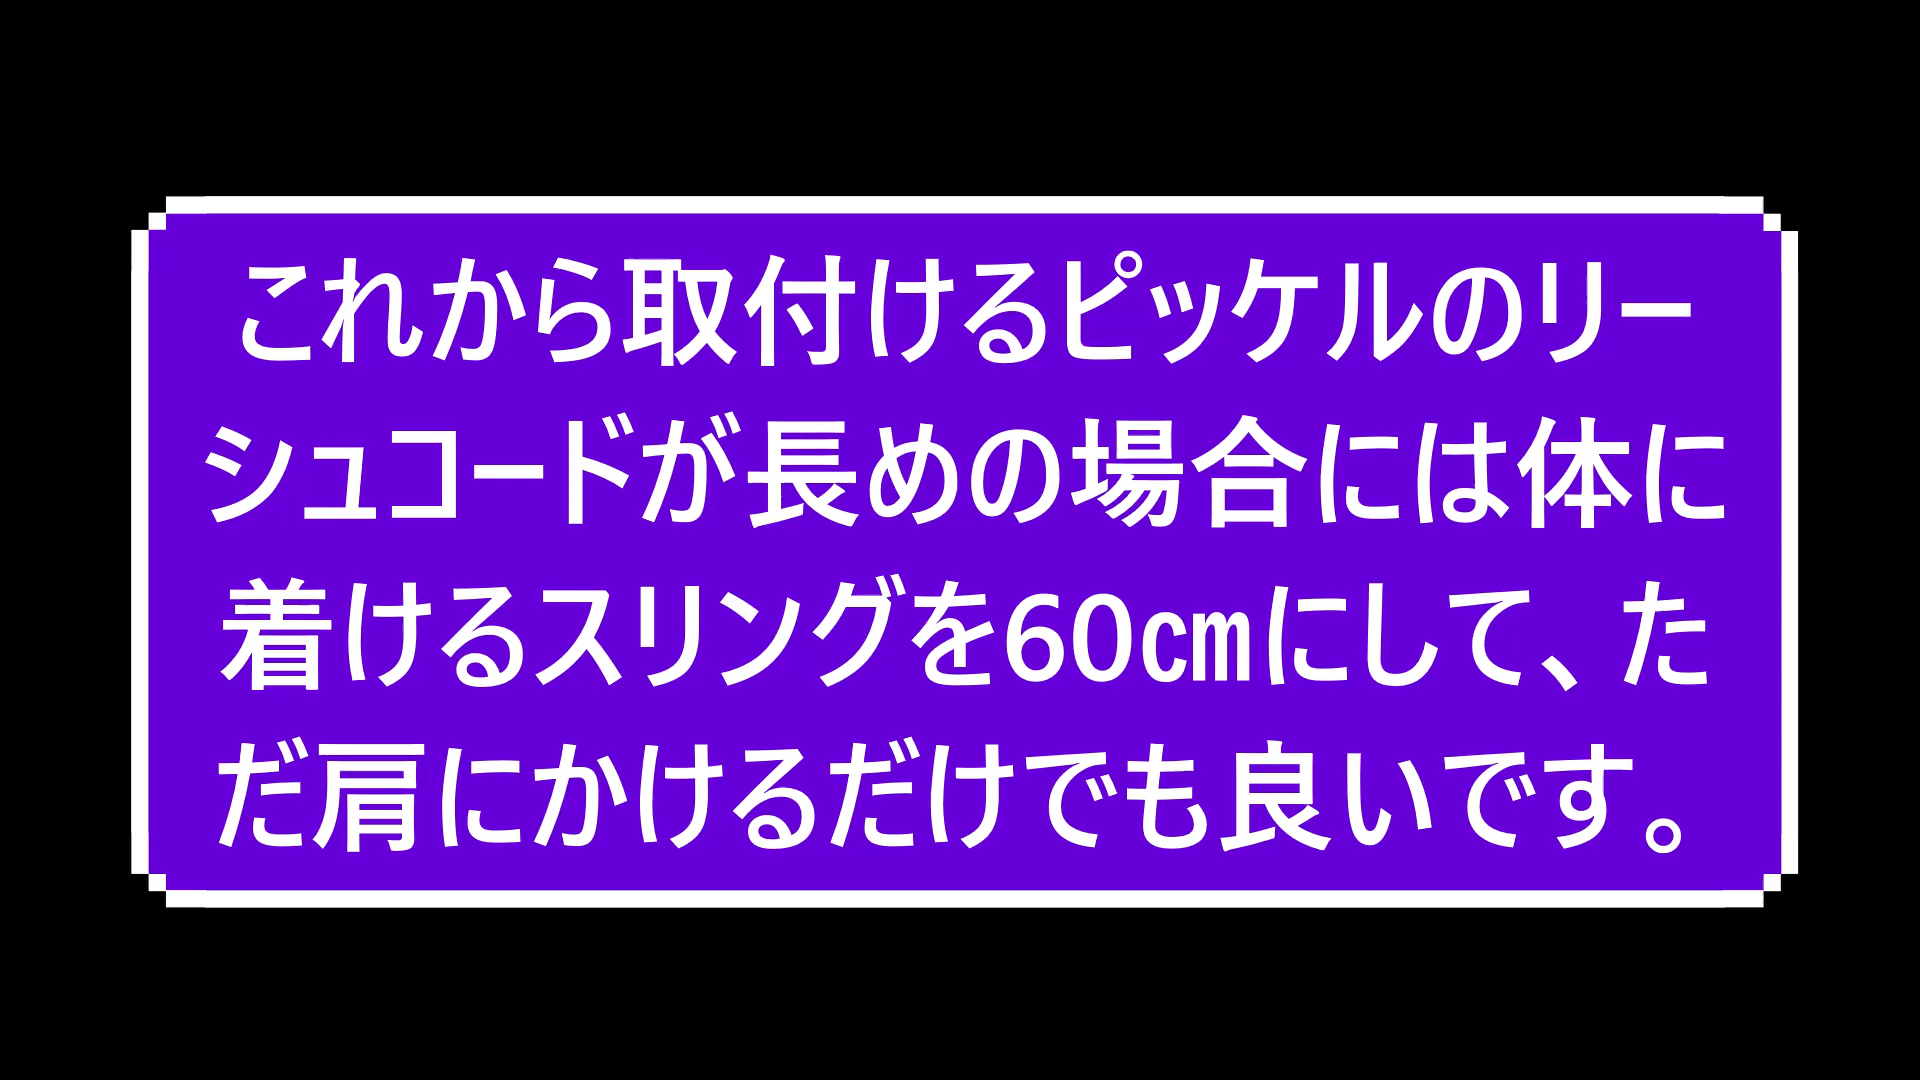 これから取付けるピッケルのリー
シュコードが長めの場合には体に
着けるスリングを60㎝にして、た
だ肩にかけるだけでも良いです。